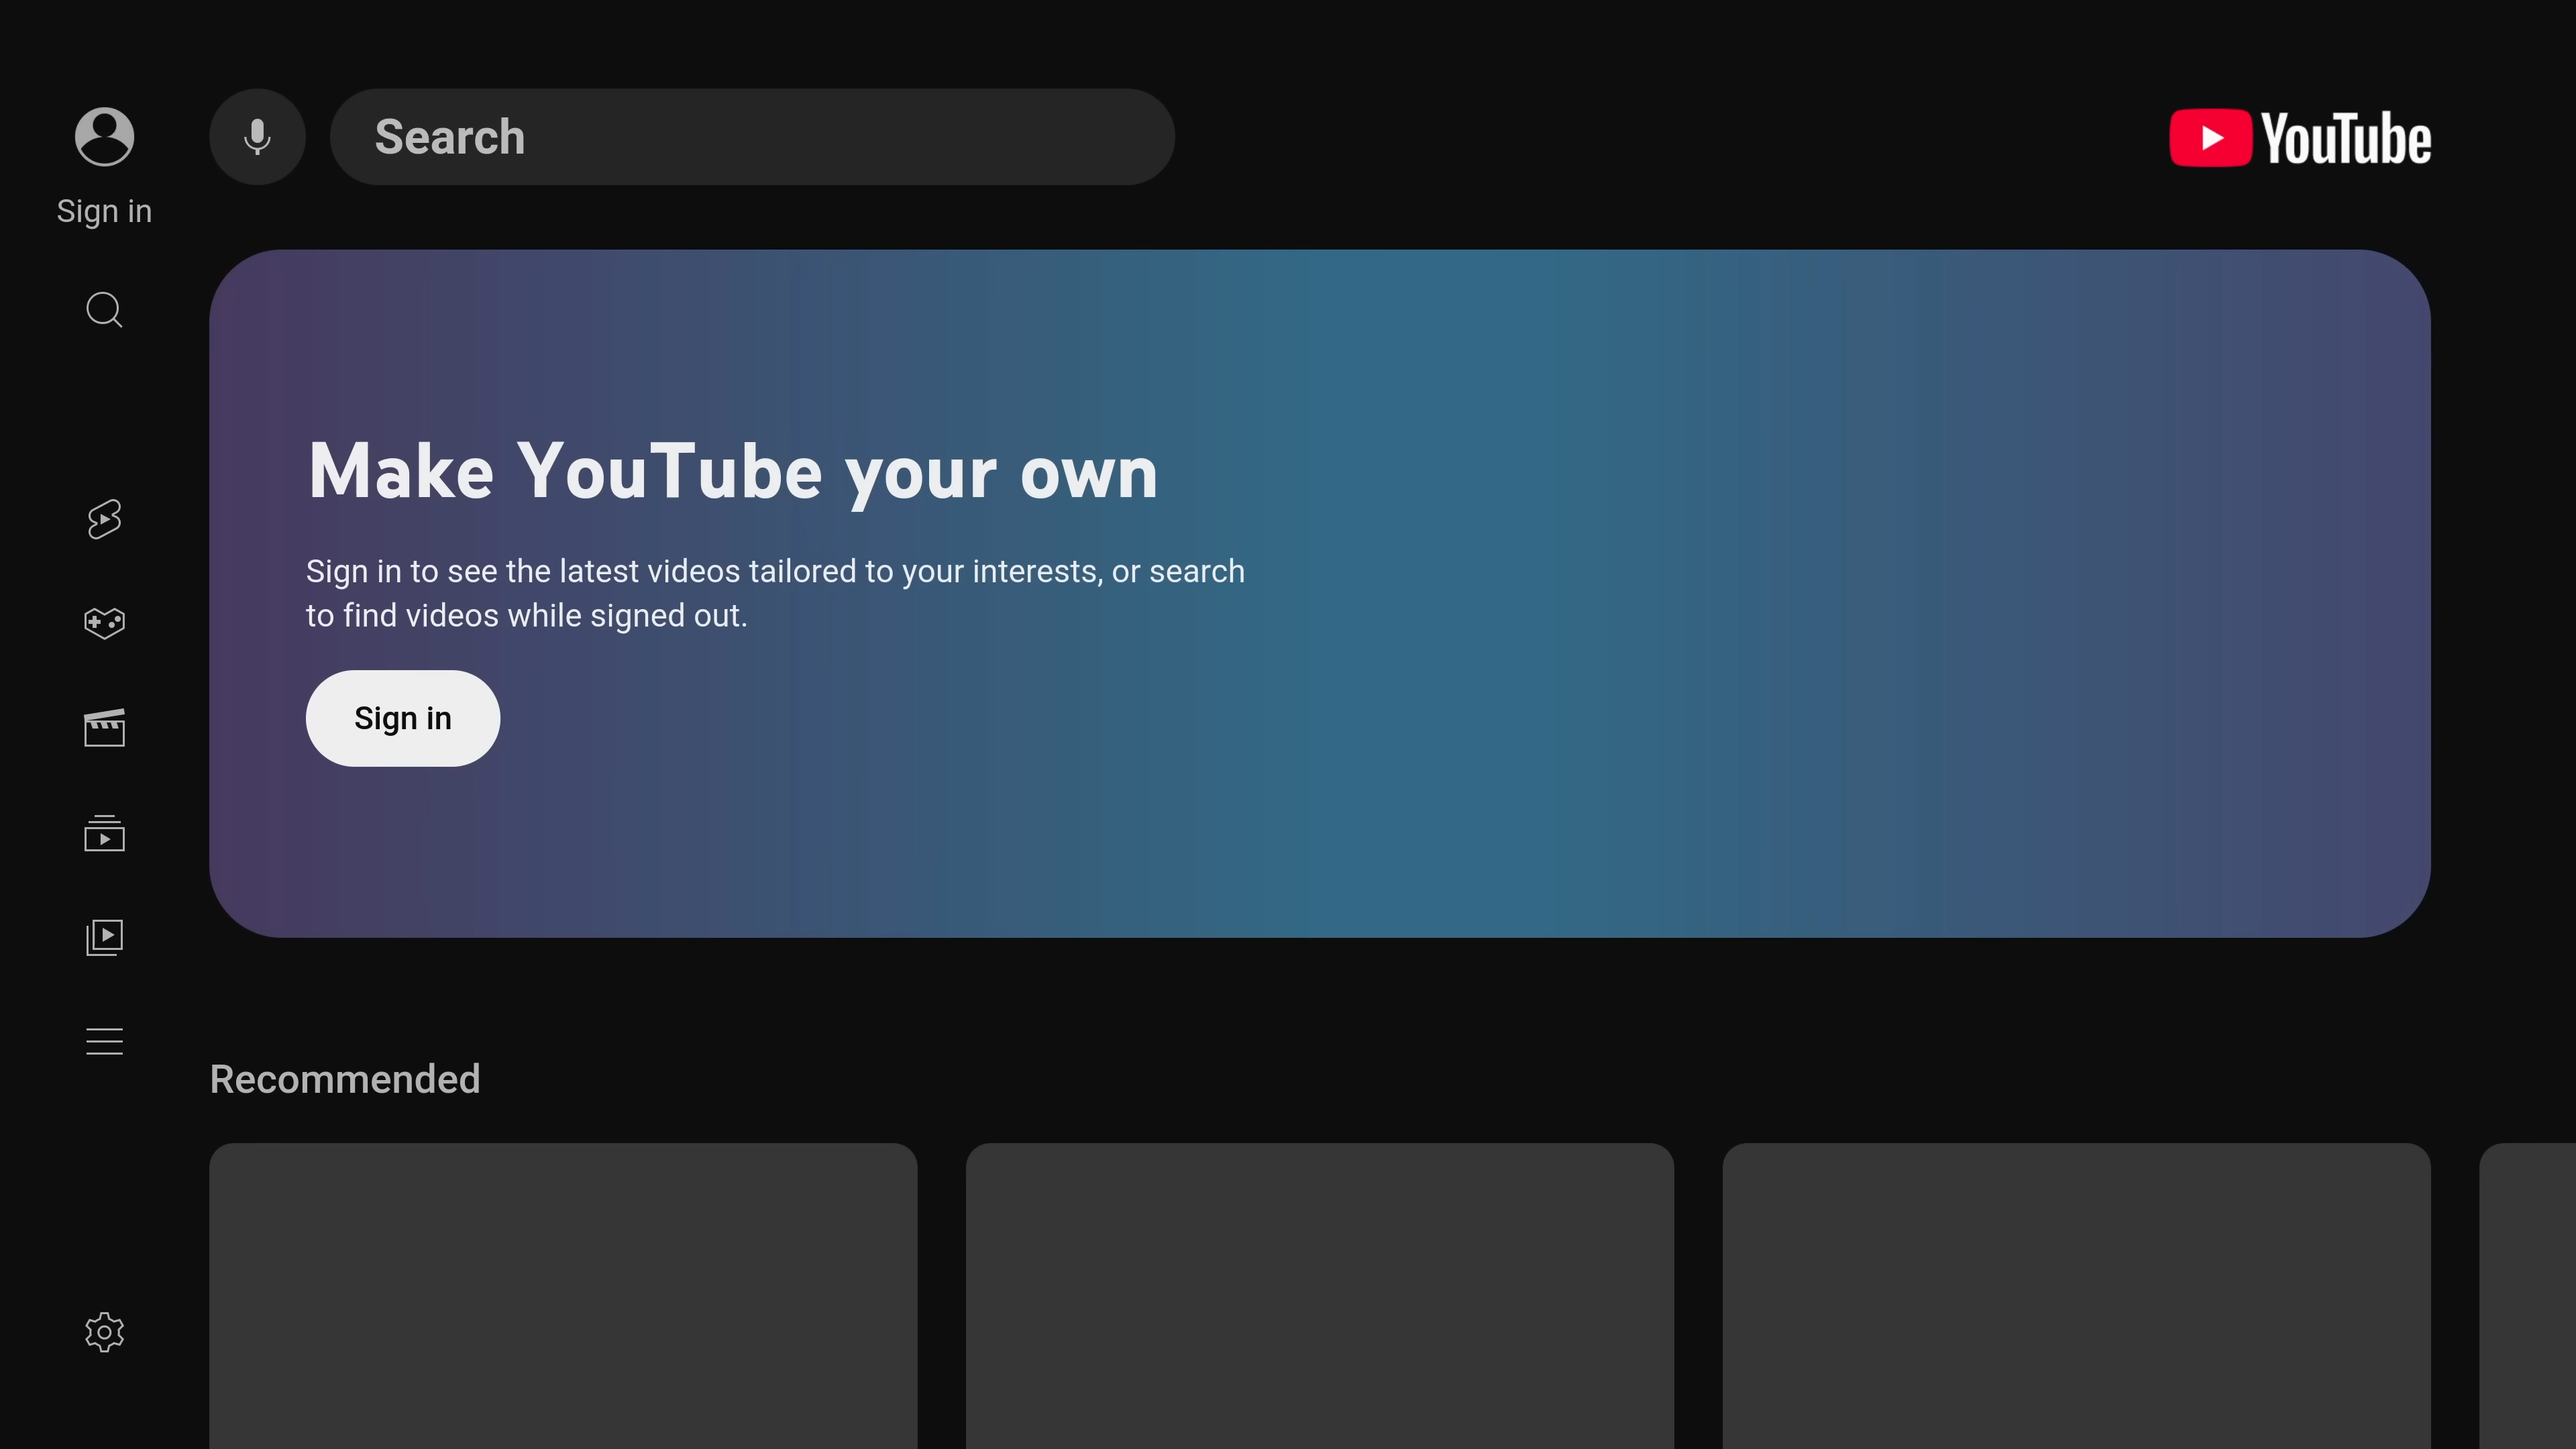 Search
YouTube
Sign in
Make YouTube your own
Sign in to see the latest videos tailored to your interests, or search
to find videos while signed out.
Sign in
Recommended